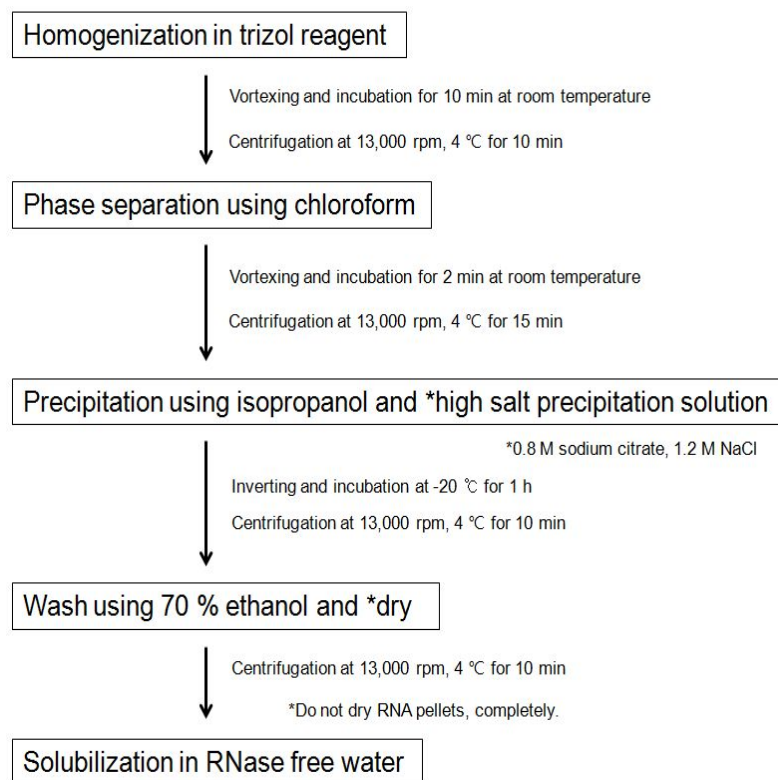 Homogenization in trizol reagent
Vortexing and incubation for 10 min at room temperature
Centrifugation at 13,000 rpm, 4 ℃ for 10 min
Phase separation using chloroform
Vortexing and incubation for 2 min at room temperature
Centrifugation at 13,000 rpm, 4 ℃ for 15 min
Precipitation using isopropanol and *high salt precipitation solution
*0.8 M sodium citrate, 1.2 M NaCl
Inverting and incubation at -20 ℃ for 1 h
Centrifugation at 13,000 rpm, 4 ℃ for 10 min
Wash using 70 % ethanol and *dry
Centrifugation at 13,000 rpm, 4 ℃ for 10 min
*Do not dry RNA pellets, completely.
Solubilization in RNase free water